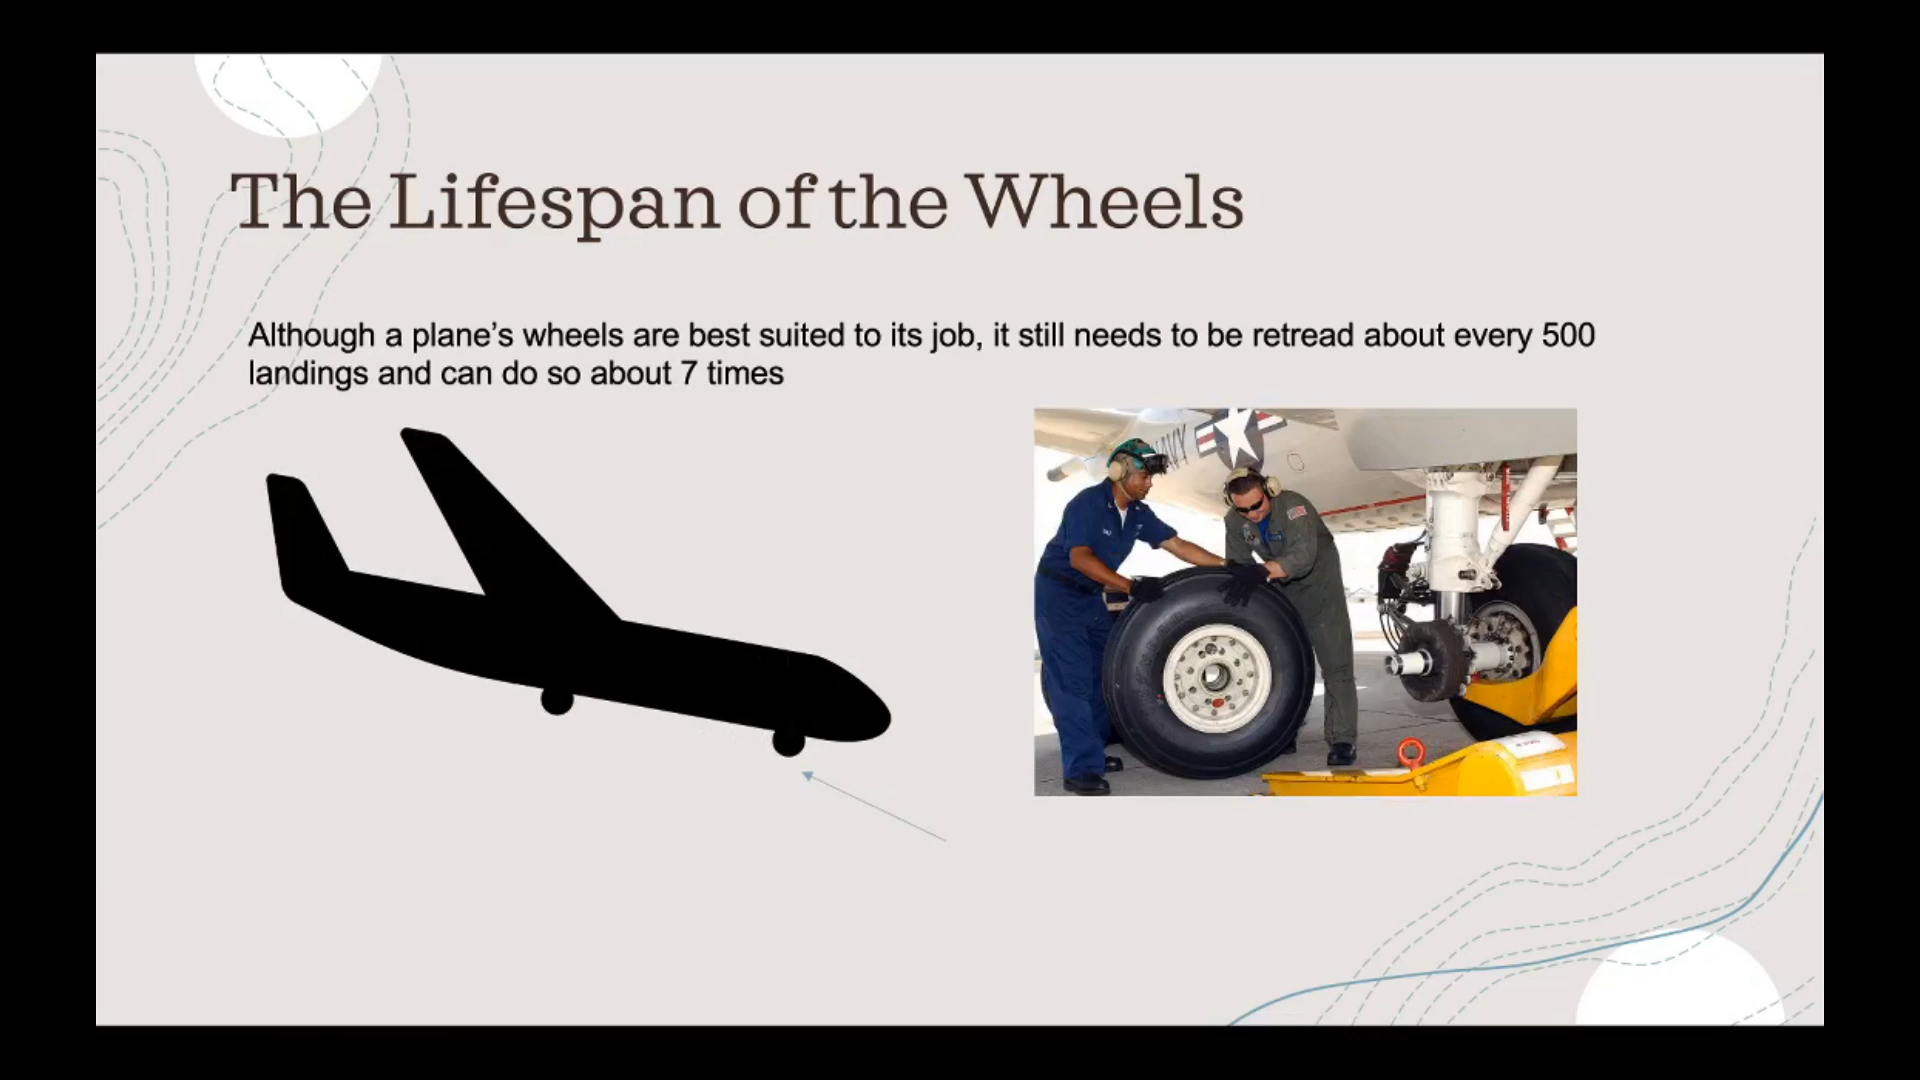 The Lifespan of the Wheels
Although a plane’s wheels are best suited to its job, it still needs to be retread about every 500
landings and can do so about 7 times